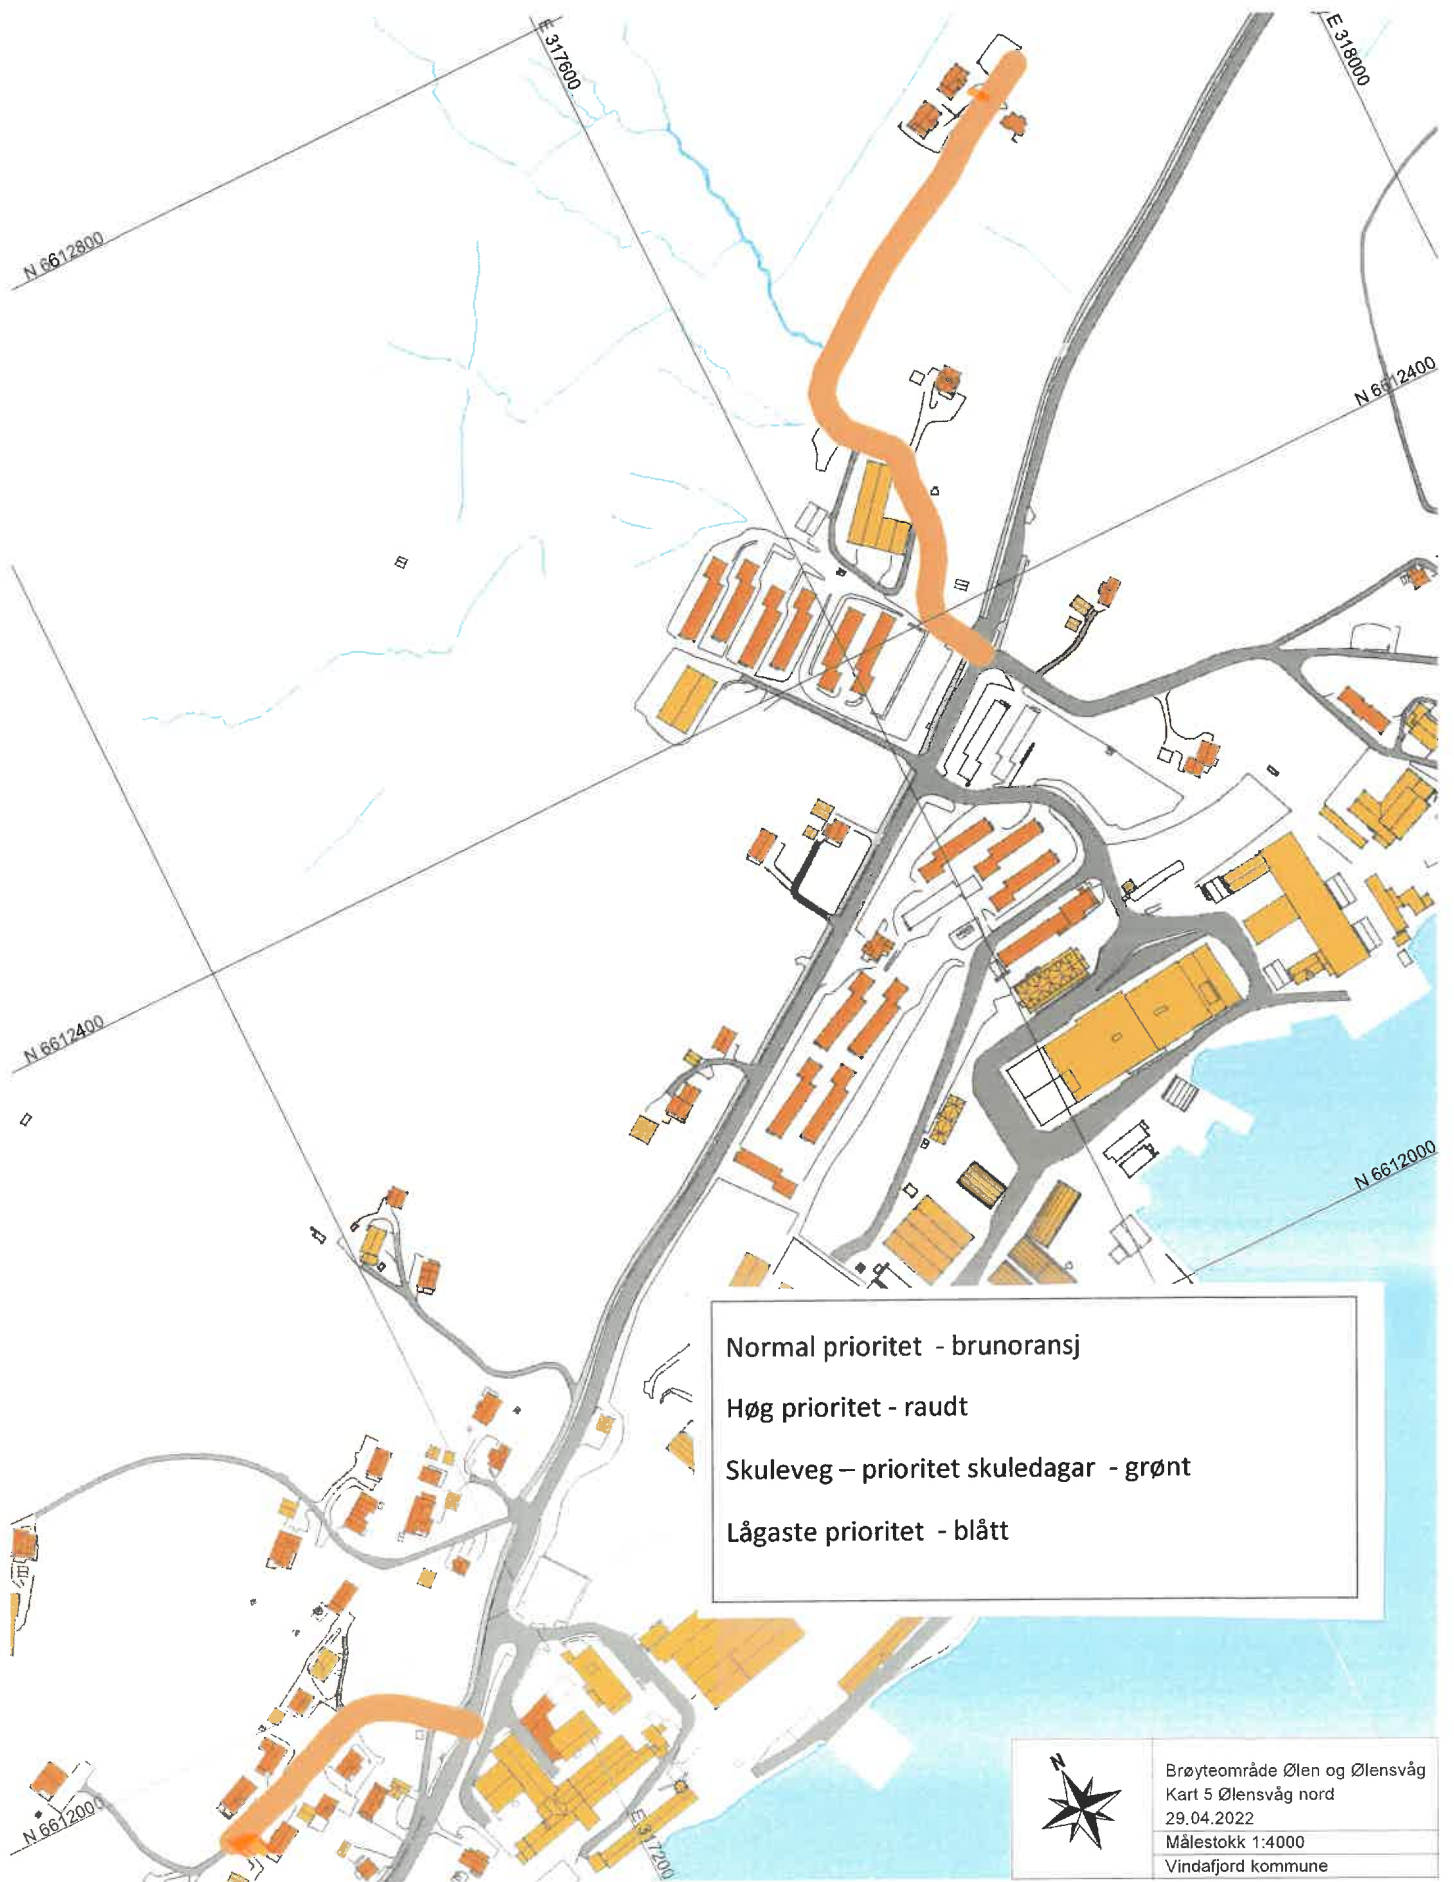 E 317600
E 318000
N 6612800
N 6612400
N 6612400
N 6612000
Normal prioritet - brunoransj
Høg prioritet - raudt
Skuleveg – prioritet skuledagar - grønt
Lågaste prioritet - blått
N 6612000
E 317200
N
Brøyteområde Ølen og Ølensvåg
Kart 5 Ølensvåg nord
29.04.2022
Målestokk 1:4000
Vindafjord kommune